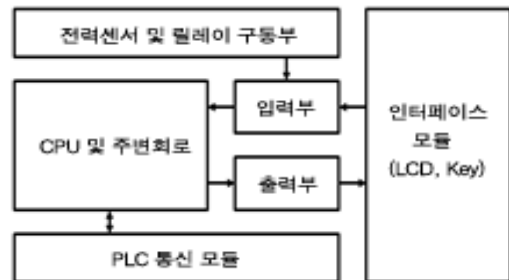 전력센서 및 릴레이 구동부
입력부
CPU 및 주변회로
출력부
인터페이스
모듈
(LCD, Key)
PLC 통신 모듈